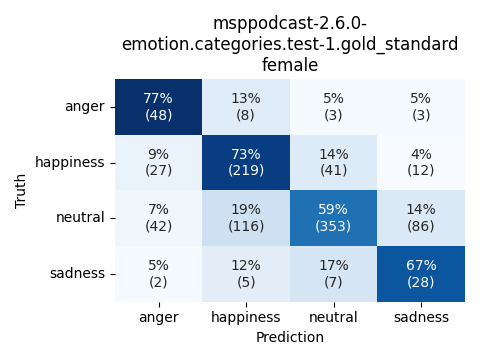 msppodcast-2.6.0-
emotion.categories.test-1.gold_standard
female
Truth
anger
77% 13% 5% 5%
(48) (8) (3) (3)
happiness
9% 73% 14% 4%
(27) (219) (41) (12)
neutral
7% 19% 59% 14%
(42) (116) (353) (86)
sadness
5% 12% 17% 67%
(2) (5) (7) (28)
anger happiness neutral sadness
Prediction